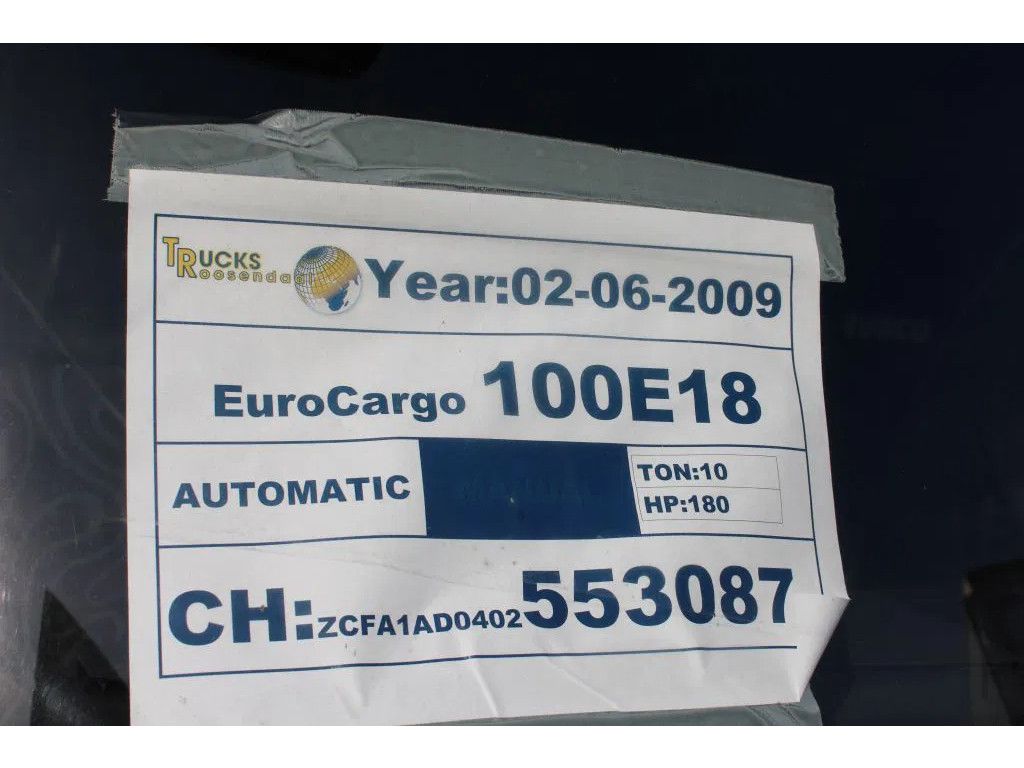 TRUCKS
Roosendaal
Year:02-06-2009
EuroCargo 100E18
AUTOMATIC
TON:10
HP:180
CH:ZCFA1AD0402553087